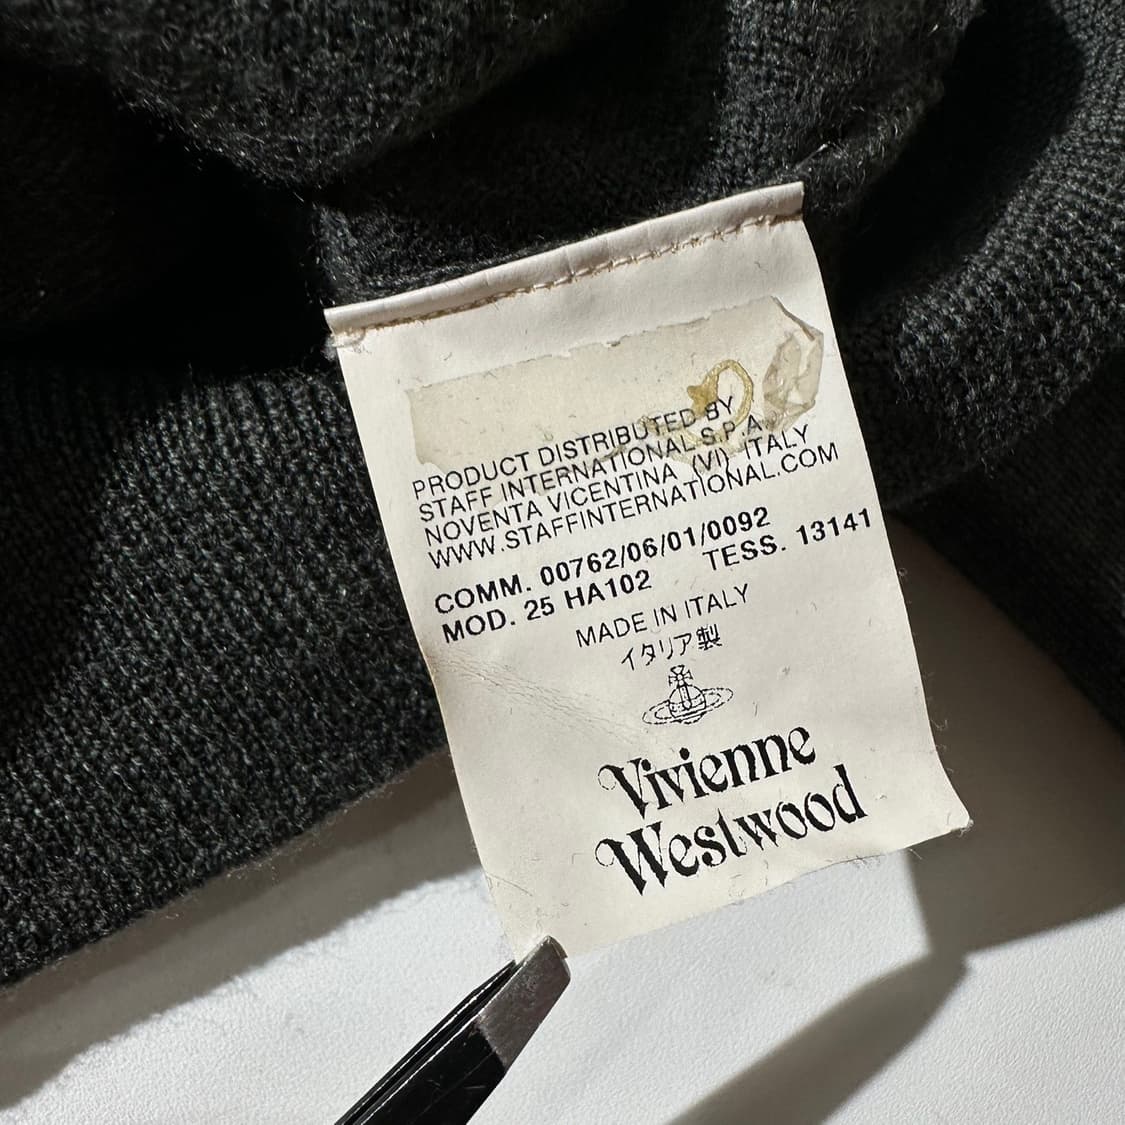 PRODUCT DISTRIBUTED BY
STAFF INTERNATIONAL S.P.A
NOVENTA VICENTINA (VI) ITALY
WWW.STAFFINTERNATIONAL.COM
COMM. 00762/06/01/0092
MOD. 25 HA102 TESS. 13141
MADE IN ITALY
イタリア製
Vivienne
Westwood